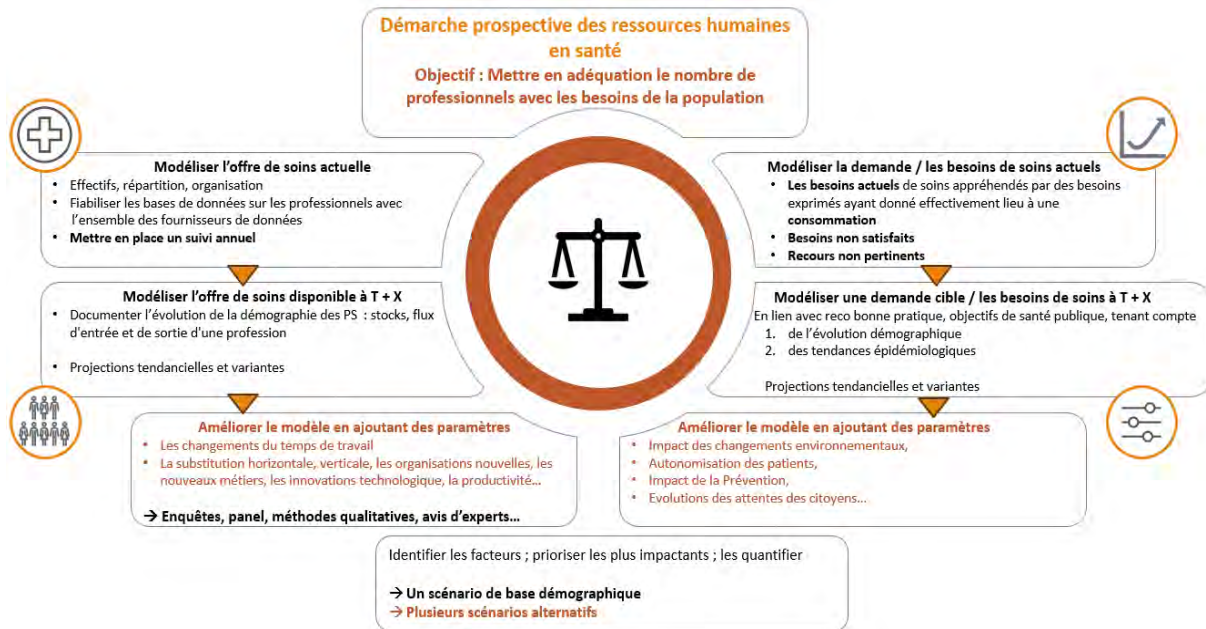 Démarche prospective des ressources humaines
en santé
Objectif : Mettre en adéquation le nombre de
professionnels avec les besoins de la population
Modéliser l'offre de soins actuelle
• Effectifs, répartition, organisation
• Fiabiliser les bases de données sur les professionnels avec
l'ensemble des fournisseurs de données
• Mettre en place un suivi annuel
Modéliser l'offre de soins disponible à T + X
• Documenter l'évolution de la démographie des PS : stocks, flux
d'entrée et de sortie d'une profession
• Projections tendancielles et variantes
Améliorer le modèle en ajoutant des paramètres
• Les changements du temps de travail
• La substitution horizontale, verticale, les organisations nouvelles, les
nouveaux métiers, les innovations technologique, la productivité…
→ Enquêtes, panel, méthodes qualitatives, avis d'experts…
Modéliser la demande / les besoins de soins actuels
• Les besoins actuels de soins appréhendés par des besoins
exprimés ayant donné effectivement lieu à une
consommation
• Besoins non satisfaits
• Recours non pertinents
Modéliser une demande cible / les besoins de soins à T + X
En lien avec reco bonne pratique, objectifs de santé publique, tenant compte
1. de l'évolution démographique
2. des tendances épidémiologiques
Projections tendancielles et variantes
Améliorer le modèle en ajoutant des paramètres
• Impact des changements environnementaux,
• Autonomisation des patients,
• Impact de la Prévention,
• Evolutions des attentes des citoyens…
Identifier les facteurs ; prioriser les plus impactants ; les quantifier
→ Un scénario de base démographique
→ Plusieurs scénarios alternatifs